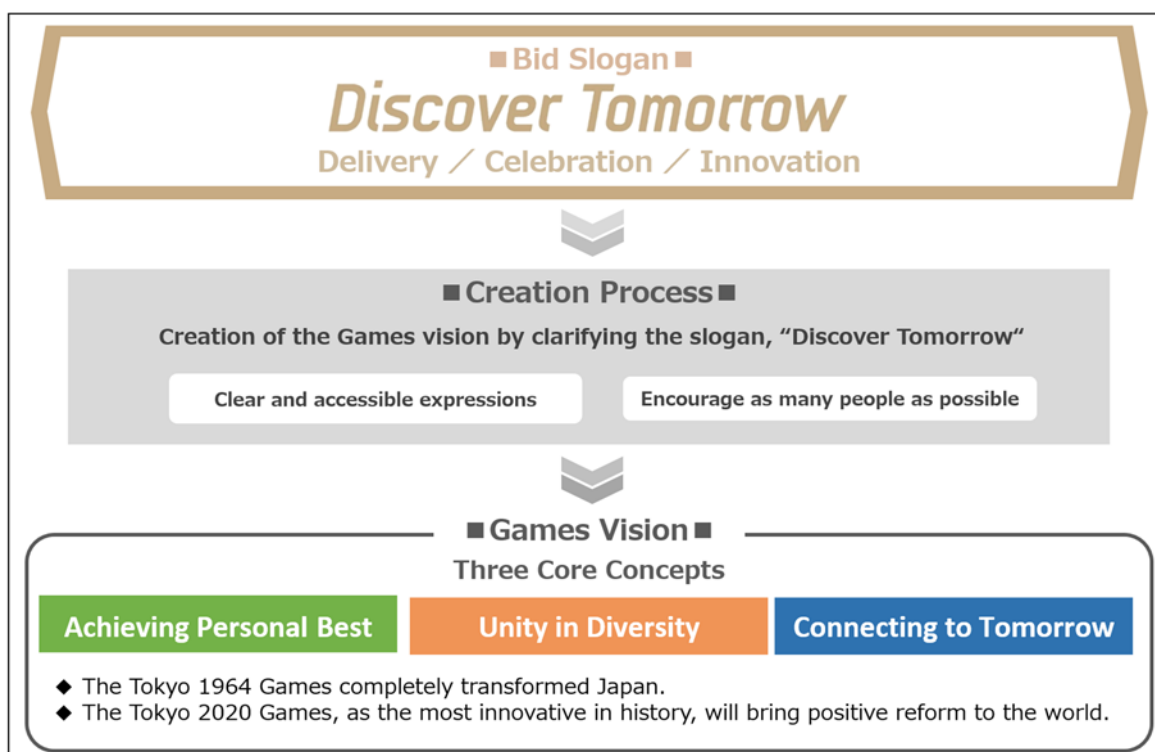 ■Bid Slogan■
Discover Tomorrow
Delivery ／ Celebration ／ Innovation
■Creation Process■
Creation of the Games vision by clarifying the slogan, “Discover Tomorrow“
Clear and accessible expressions
Encourage as many people as possible
■Games Vision■
Three Core Concepts
Achieving Personal Best
Unity in Diversity
Connecting to Tomorrow
◆ The Tokyo 1964 Games completely transformed Japan.
◆ The Tokyo 2020 Games, as the most innovative in history, will bring positive reform to the world.